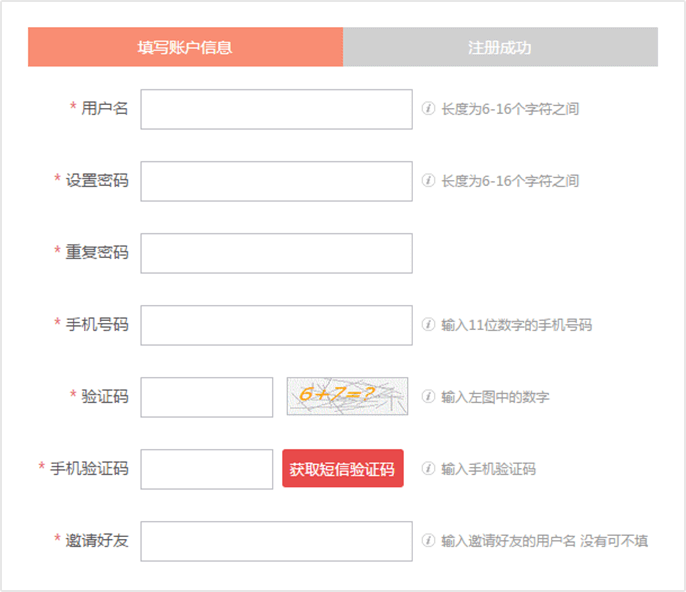 填写账户信息 注册成功
* 用户名 长度为6-16个字符之间
* 设置密码 长度为6-16个字符之间
* 重复密码
* 手机号码 输入11位数字的手机号码
* 验证码 6+7=? 输入左图中的数字
* 手机验证码 获取短信验证码 输入手机验证码
* 邀请好友 输入邀请好友的用户名 没有可不填